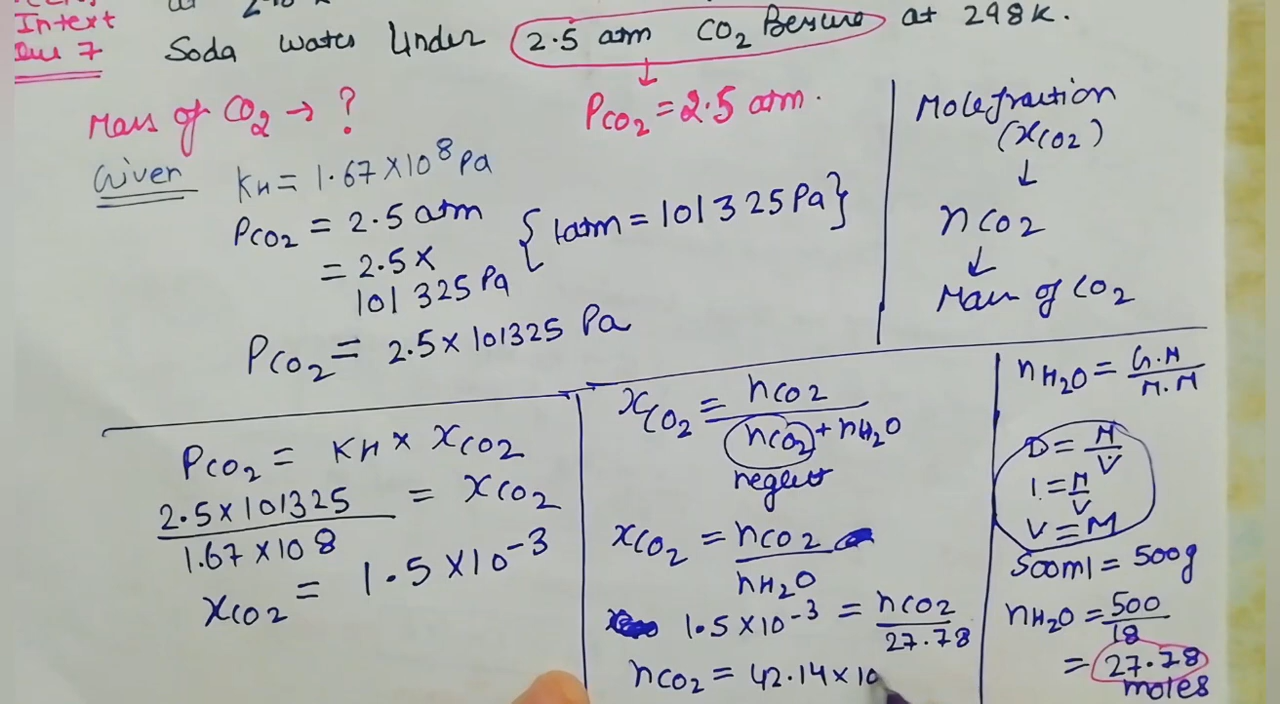 Intext
Que 7
Soda water Under 2.5 atm CO2 Pessure at 298K.
Mass of CO2 → ?
PCO2 = 2.5 atm.
Given
KH = 1.67×10^8 Pa
PCO2 = 2.5 atm {1atm = 101325Pa}
= 2.5×
101325 Pa
PCO2 = 2.5×101325 Pa
Mole fraction
(xCO2)
↓
nCO2
↓
Mass of CO2
PCO2 = KH × xCO2
2.5×101325 / 1.67×10^8 = xCO2
xCO2 = 1.5×10^-3
xCO2 = nCO2 / nCO2 + nH2O
neglect
xCO2 = nCO2 / nH2O
1.5×10^-3 = nCO2 / 27.78
nCO2 = 42.14×10
nH2O = G.M / M.M
D = M/V
1 = M/V
V = M
500ml = 500g
nH2O = 500/18
= 27.78
moles